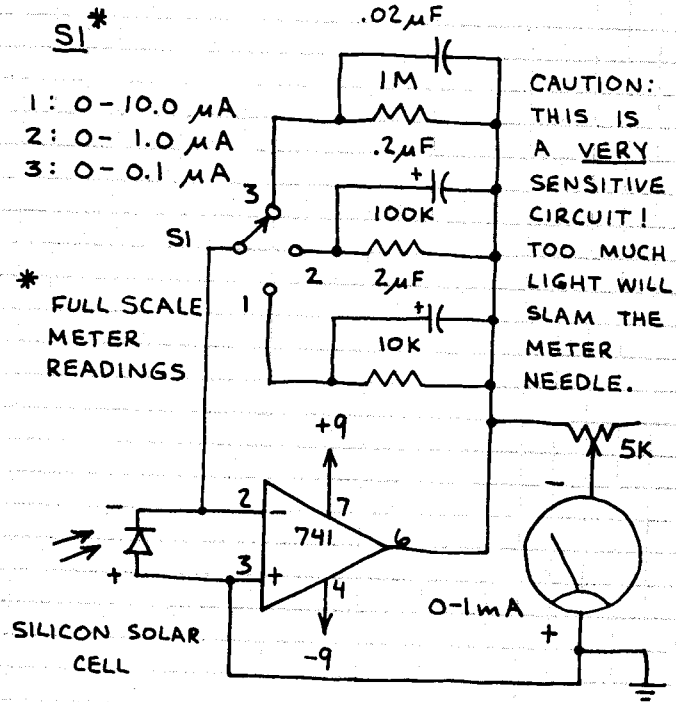 S1*
1: 0-10.0 μA
2: 0- 1.0 μA
3: 0-0.1 μA
.02μF
1M
.2μF
+
100K
2μF
+
10K
3
S1
2
1
* FULL SCALE
METER
READINGS
CAUTION:
THIS IS
A VERY
SENSITIVE
CIRCUIT!
TOO MUCH
LIGHT WILL
SLAM THE
METER
NEEDLE.
+9
7
2
-
741
6
3
+
4
-9
-
+
SILICON SOLAR
CELL
5K
-
0-1mA
+